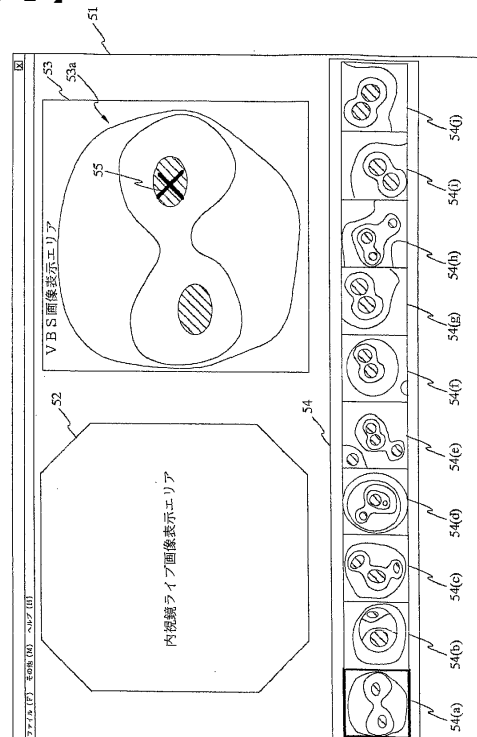 ファイル (F) その他 (M) ヘルプ (H)
X
51
52
内視鏡ライブ画像表示エリア
53
53a
VBS画像表示エリア
55
54
54(a)
54(b)
54(c)
54(d)
54(e)
54(f)
54(g)
54(h)
54(i)
54(j)